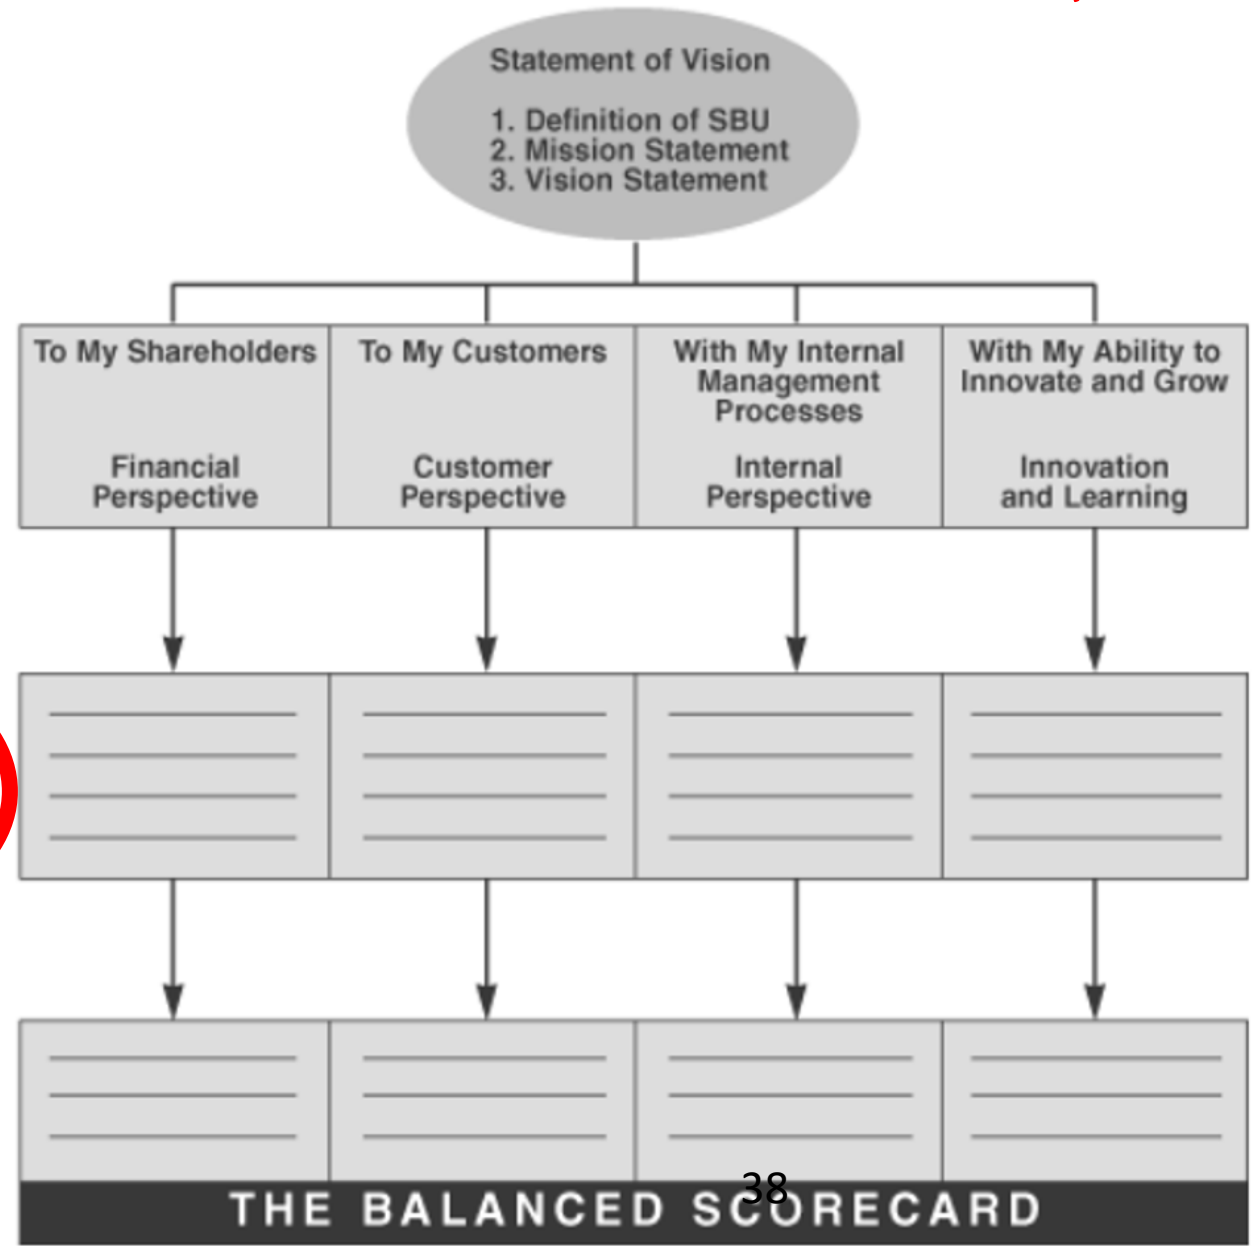 Statement of Vision
1. Definition of SBU
2. Mission Statement
3. Vision Statement
To My Shareholders
Financial
Perspective
To My Customers
Customer
Perspective
With My Internal
Management
Processes
Internal
Perspective
With My Ability to
Innovate and Grow
Innovation
and Learning
THE BALANCED SCORECARD
38